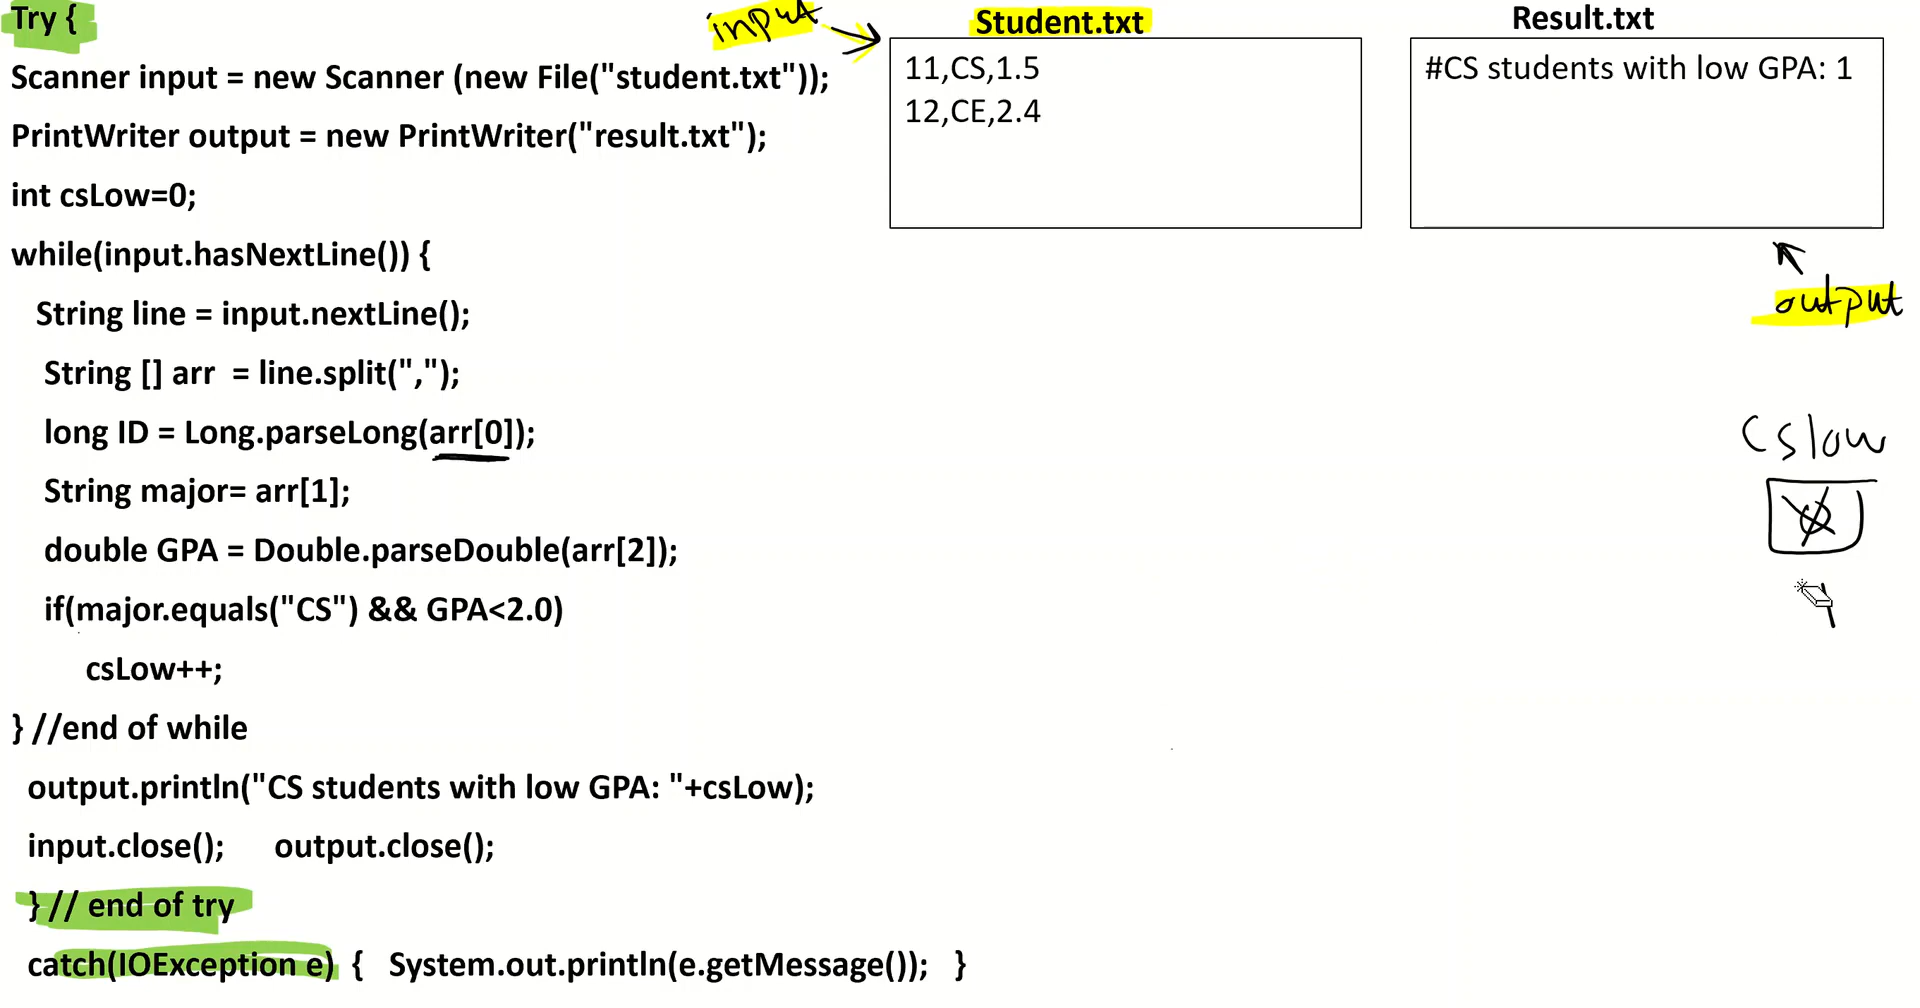 Try {
Scanner input = new Scanner (new File("student.txt"));
PrintWriter output = new PrintWriter("result.txt");
int csLow=0;
while(input.hasNextLine()) {
String line = input.nextLine();
String [] arr = line.split(",");
long ID = Long.parseLong(arr[0]);
String major= arr[1];
double GPA = Double.parseDouble(arr[2]);
if(major.equals("CS") && GPA<2.0)
csLow++;
} //end of while
output.println("CS students with low GPA: "+csLow);
input.close(); output.close();
} // end of try
catch(IOException e) { System.out.println(e.getMessage()); }
input
Student.txt
11,CS,1.5
12,CE,2.4
Result.txt
#CS students with low GPA: 1
output
cslow
0